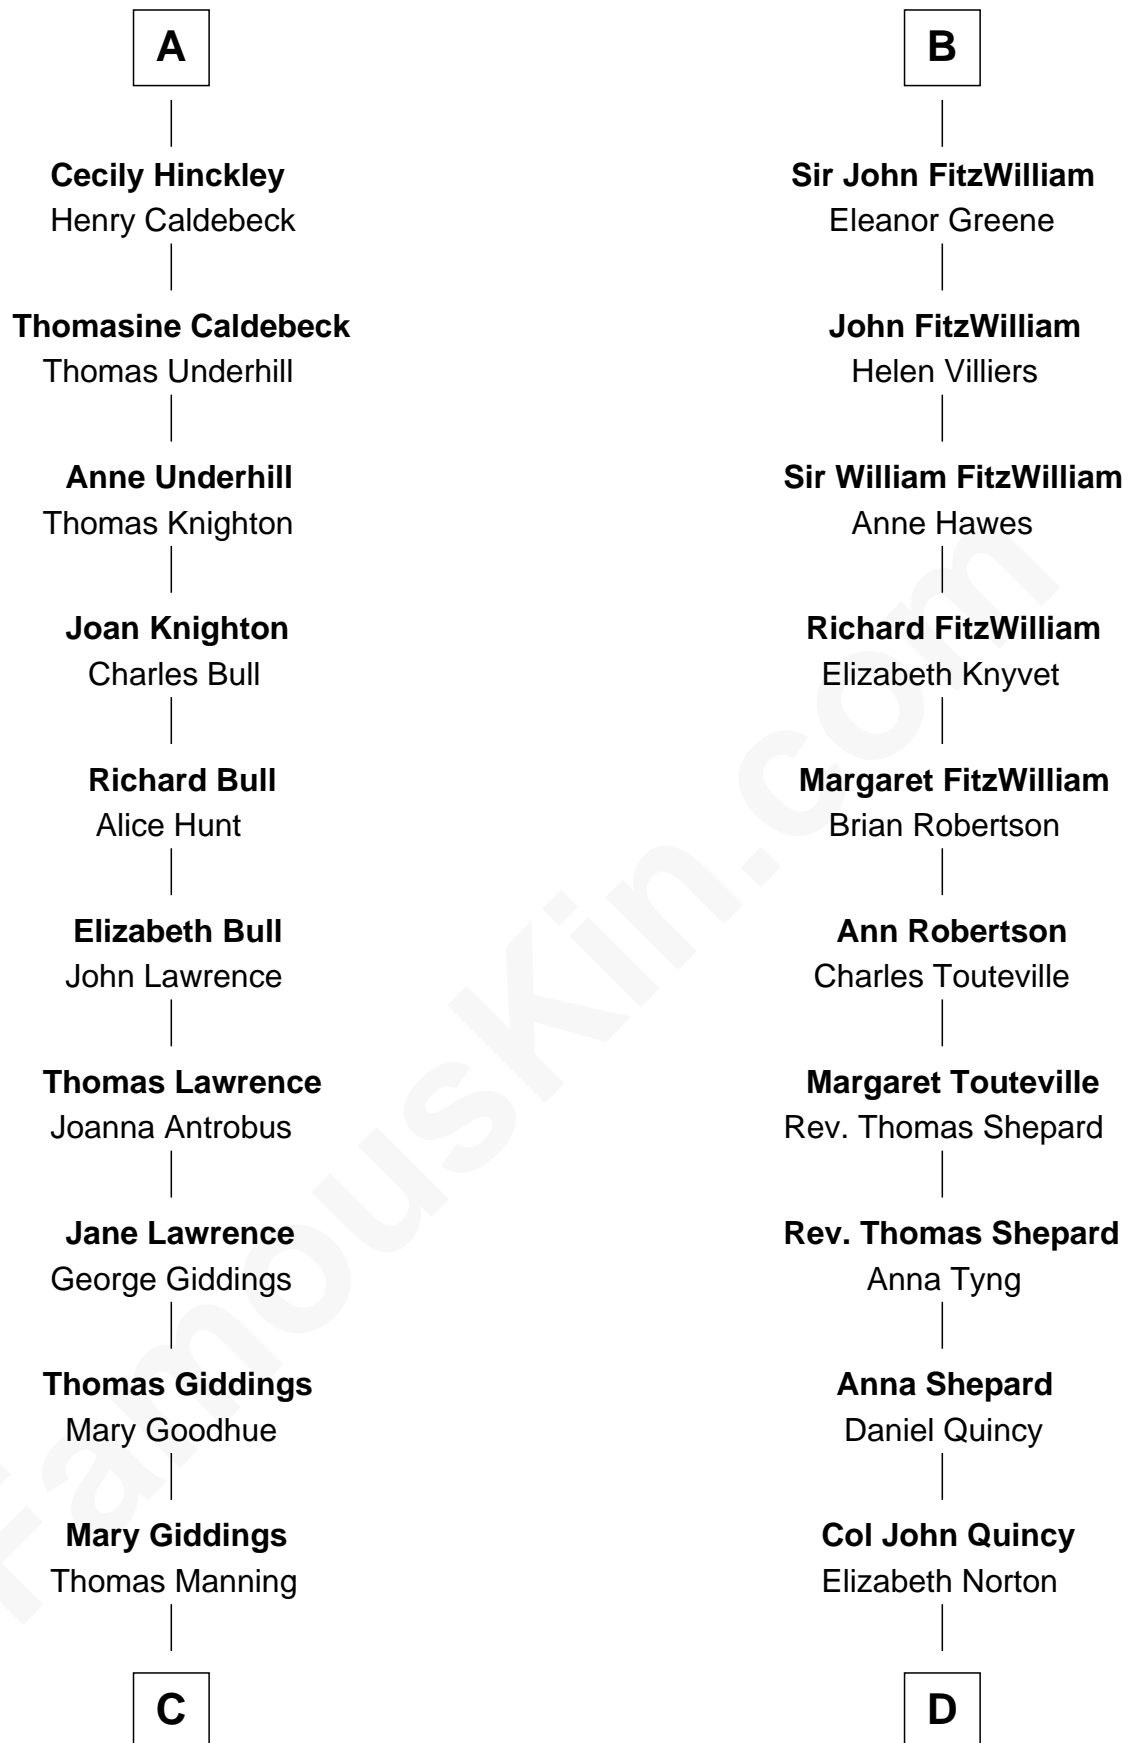 A
Cecily Hinckley
Henry Caldebeck
Thomasine Caldebeck
Thomas Underhill
Anne Underhill
Thomas Knighton
Joan Knighton
Charles Bull
Richard Bull
Alice Hunt
Elizabeth Bull
John Lawrence
Thomas Lawrence
Joanna Antrobus
Jane Lawrence
George Giddings
Thomas Giddings
Mary Goodhue
Mary Giddings
Thomas Manning
C
B
Sir John FitzWilliam
Eleanor Greene
John FitzWilliam
Helen Villiers
Sir William FitzWilliam
Anne Hawes
Richard FitzWilliam
Elizabeth Knyvet
Margaret FitzWilliam
Brian Robertson
Ann Robertson
Charles Touteville
Margaret Touteville
Rev. Thomas Shepard
Rev. Thomas Shepard
Anna Tyng
Anna Shepard
Daniel Quincy
Col John Quincy
Elizabeth Norton
D
FamousKin.com